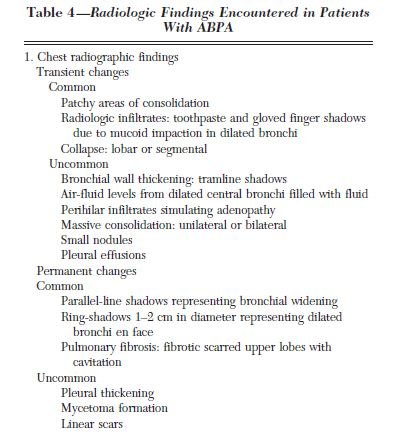 Table 4—Radiologic Findings Encountered in Patients
With ABPA
1. Chest radiographic findings
Transient changes
Common
Patchy areas of consolidation
Radiologic infiltrates: toothpaste and gloved finger shadows
due to mucoid impaction in dilated bronchi
Collapse: lobar or segmental
Uncommon
Bronchial wall thickening: tramline shadows
Air-fluid levels from dilated central bronchi filled with fluid
Perihilar infiltrates simulating adenopathy
Massive consolidation: unilateral or bilateral
Small nodules
Pleural effusions
Permanent changes
Common
Parallel-line shadows representing bronchial widening
Ring-shadows 1–2 cm in diameter representing dilated
bronchi en face
Pulmonary fibrosis: fibrotic scarred upper lobes with
cavitation
Uncommon
Pleural thickening
Mycetoma formation
Linear scars